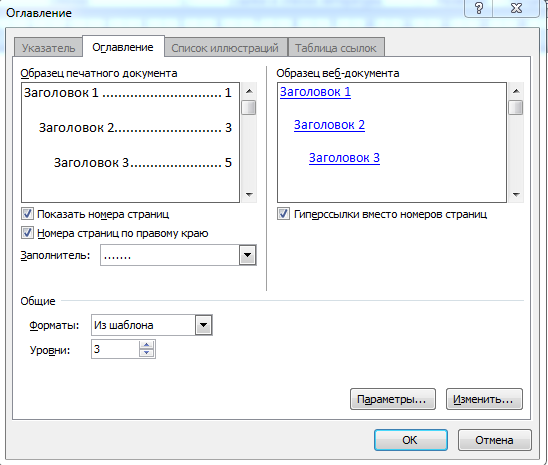 Оглавление
Указатель
Оглавление
Список иллюстраций
Таблица ссылок
Образец печатного документа
Заголовок 1 ........................... 1
Заголовок 2........................ 3
Заголовок 3.................... 5
Образец веб-документа
Заголовок 1
Заголовок 2
Заголовок 3
Показать номера страниц
Номера страниц по правому краю
Заполнитель: .......
Гиперссылки вместо номеров страниц
Общие
Форматы: Из шаблона
Уровни: 3
Параметры...
Изменить...
ОК
Отмена